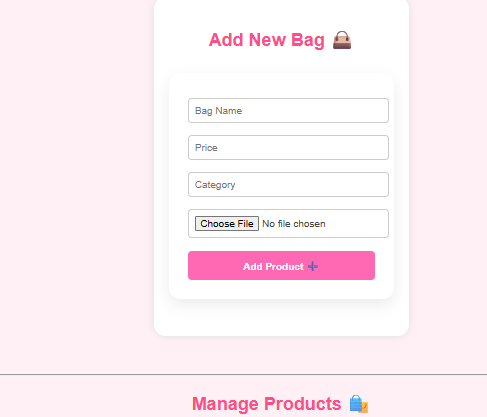 Add New Bag 👜
Bag Name
Price
Category
Choose File No file chosen
Add Product ➕
Manage Products 🛍️